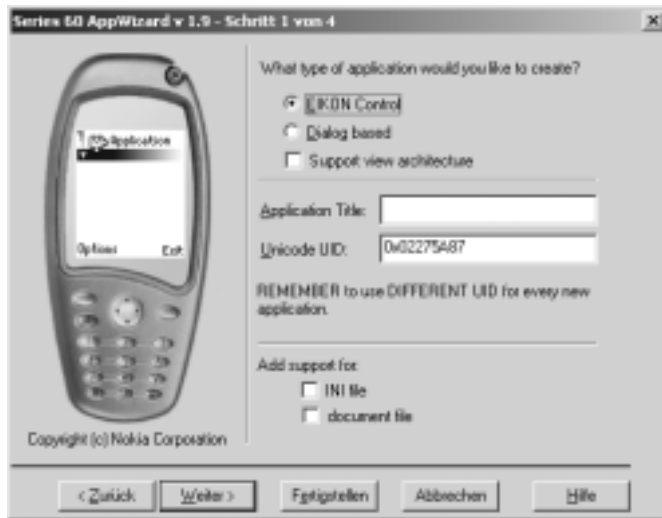 Series 60 AppWizard v 1.9 - Schritt 1 von 4
What type of application would you like to create?
EIKON Control
Dialog based
Support view architecture
Application
Options Exit
Application Title:
Unicode UID: 0x02275A87
REMEMBER to use DIFFERENT UID for every new
application.
Add support for:
INI file
document file
Copyright (c) Nokia Corporation
< Zurück Weiter > Fertigstellen Abbrechen Hilfe